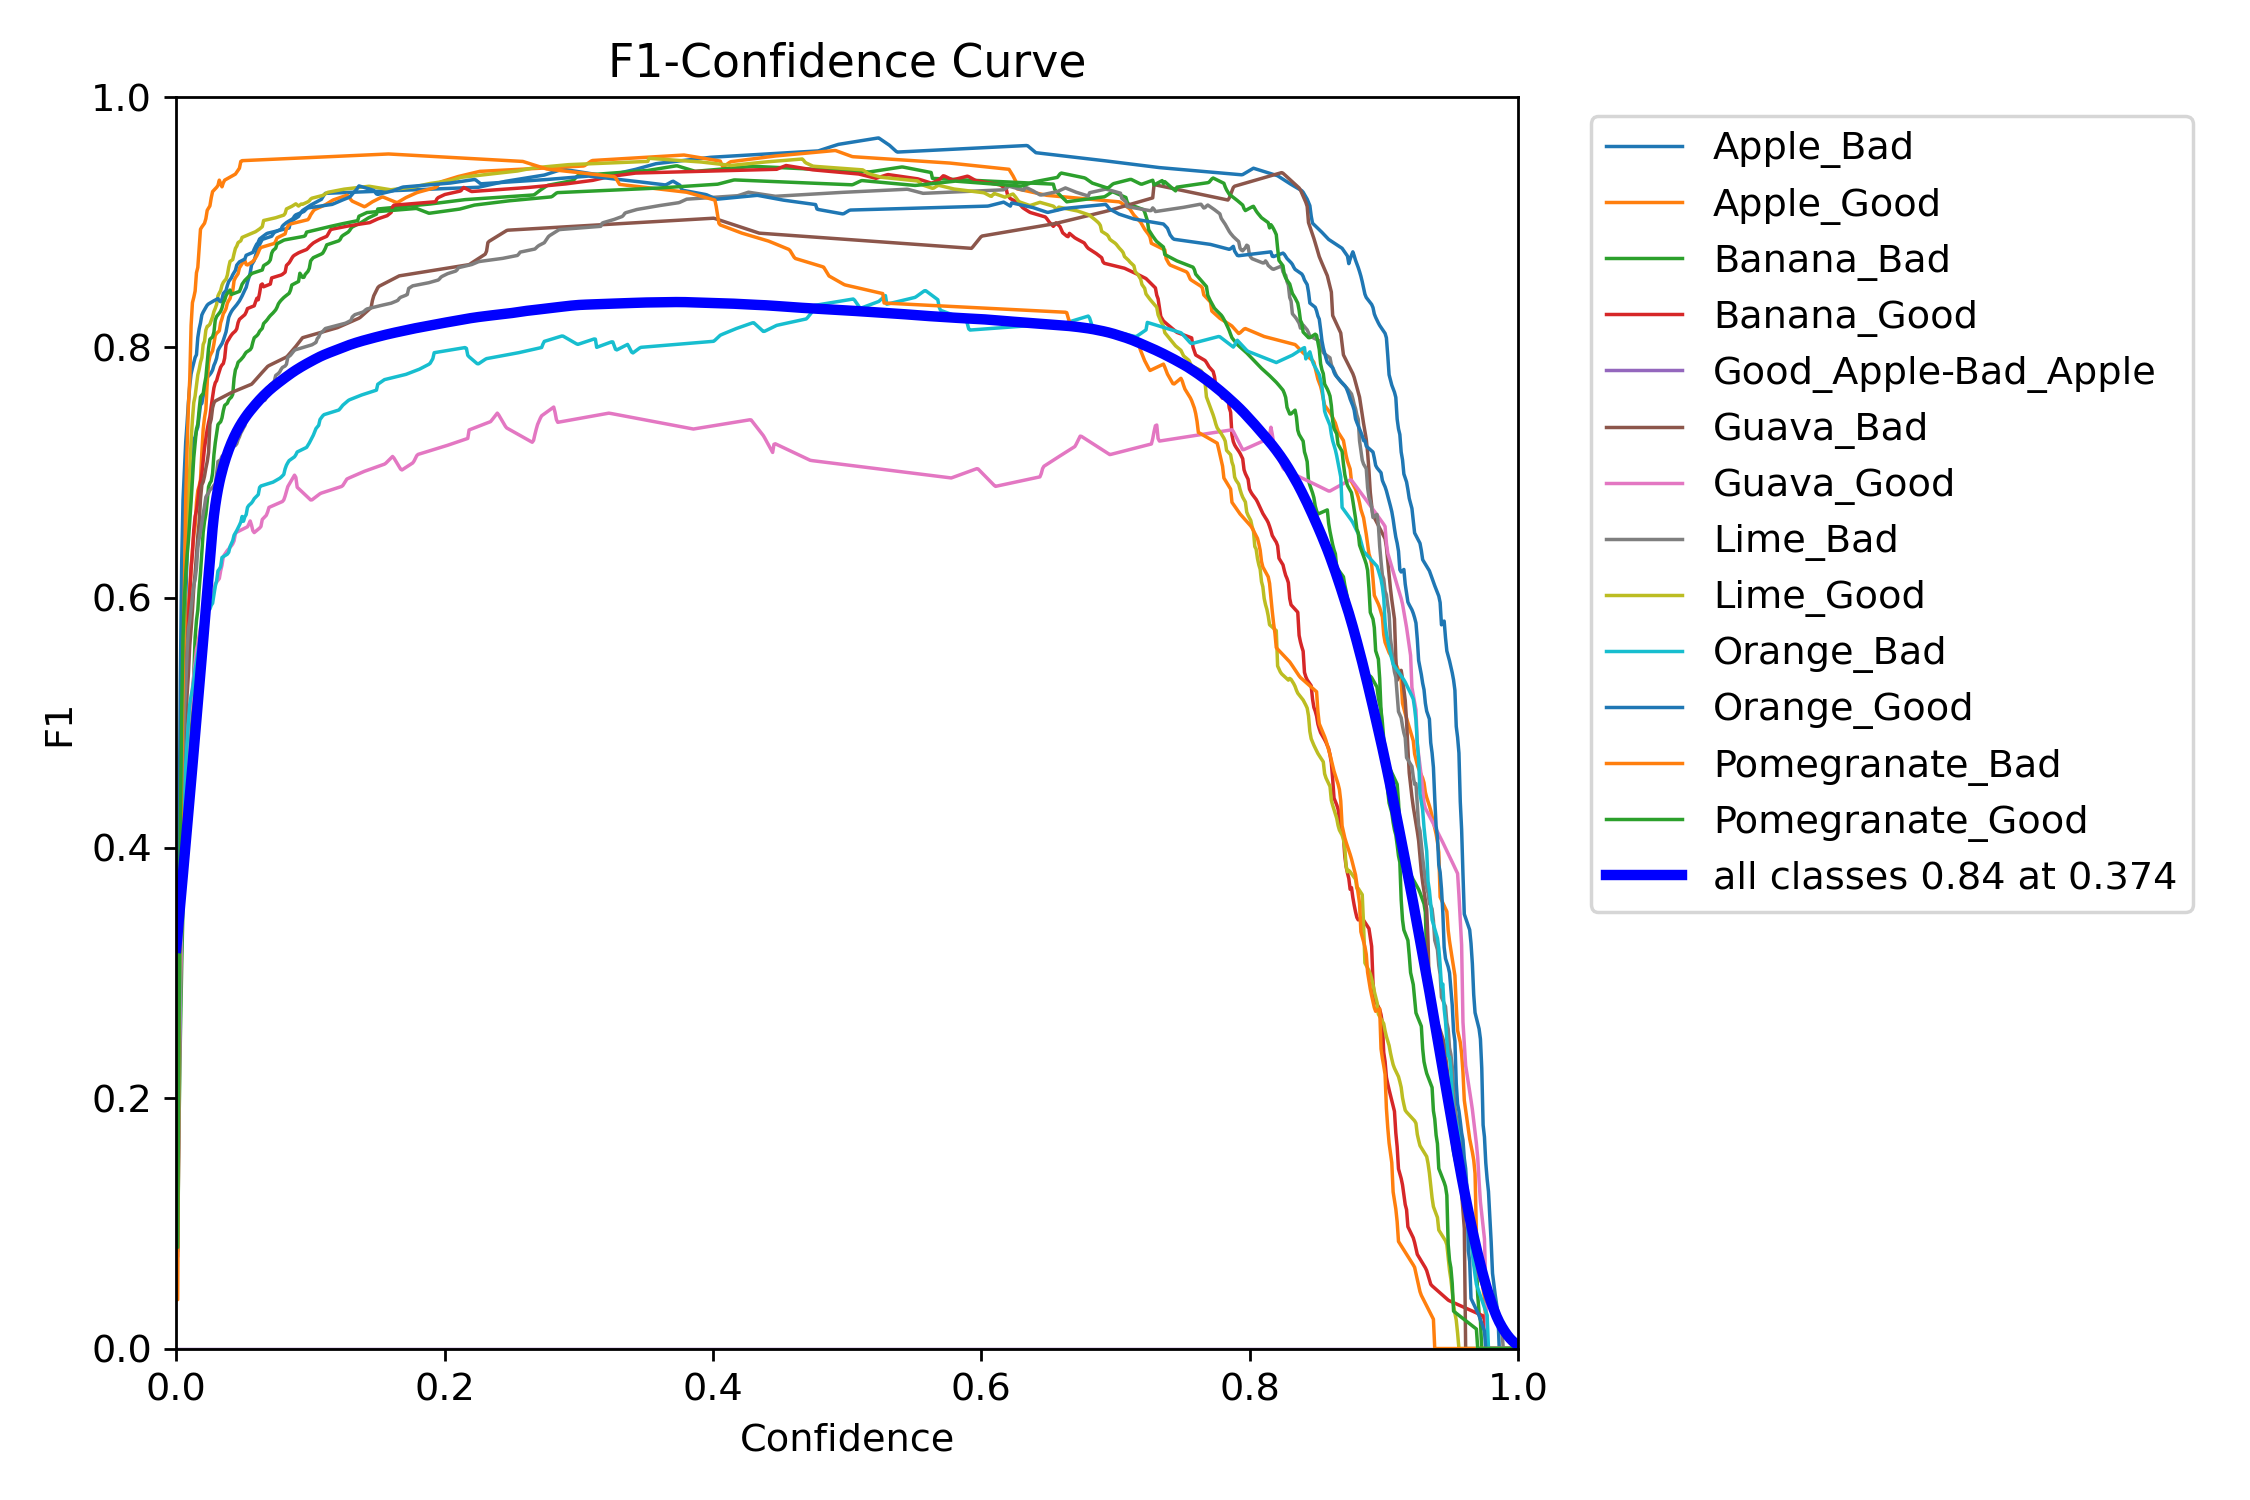 F1-Confidence Curve
1.0
0.8
0.6
0.4
0.2
0.0
F1
0.0 0.2 0.4 0.6 0.8 1.0
Confidence
Apple_Bad
Apple_Good
Banana_Bad
Banana_Good
Good_Apple-Bad_Apple
Guava_Bad
Guava_Good
Lime_Bad
Lime_Good
Orange_Bad
Orange_Good
Pomegranate_Bad
Pomegranate_Good
all classes 0.84 at 0.374